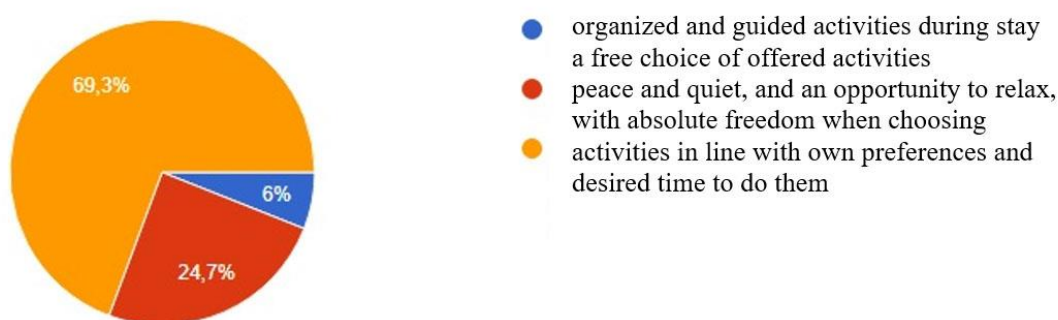 69,3%
6%
24,7%
organized and guided activities during stay
a free choice of offered activities
peace and quiet, and an opportunity to relax,
with absolute freedom when choosing
activities in line with own preferences and
desired time to do them